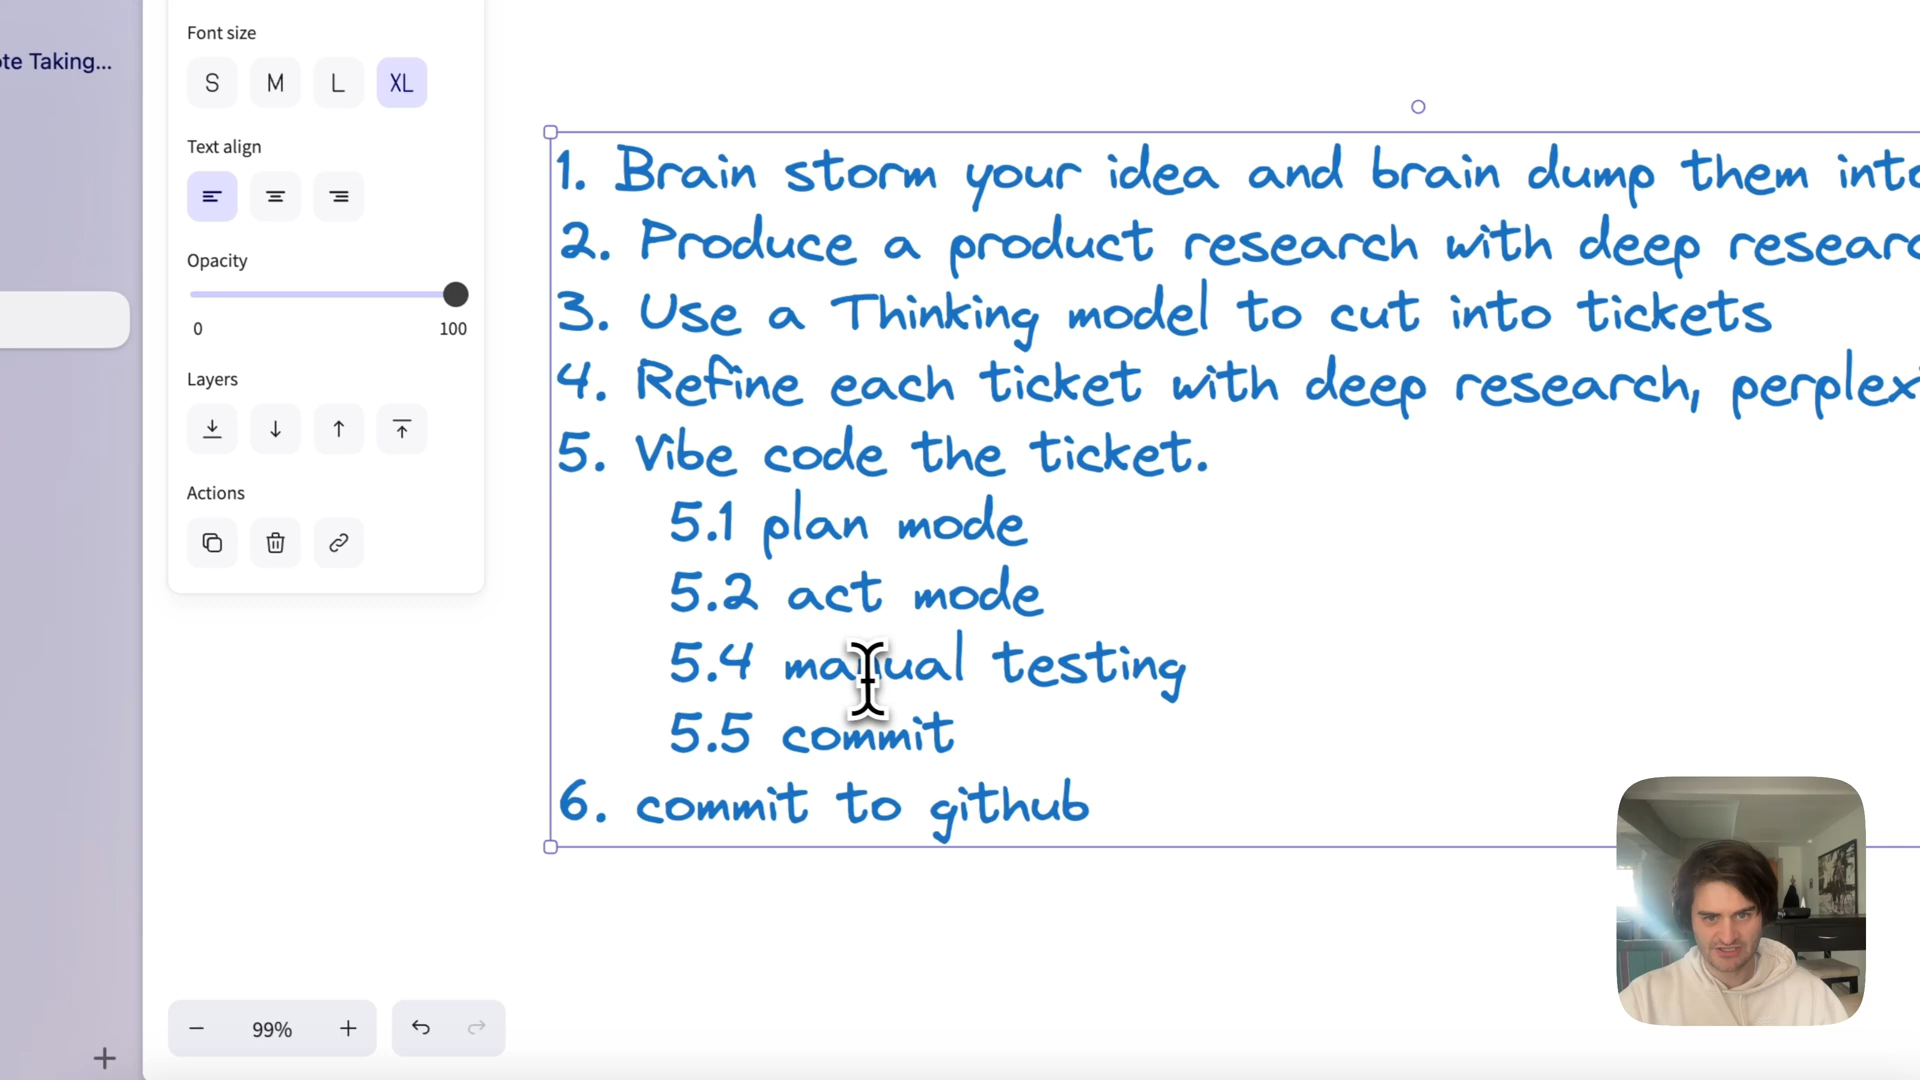 te Taking...
Font size
S M L XL
Text align
Opacity
0 100
Layers
Actions
99%
1. Brain storm your idea and brain dump them into
2. Produce a product research with deep researc
3. Use a Thinking model to cut into tickets
4. Refine each ticket with deep research, perplex
5. Vibe code the ticket.
5.1 plan mode
5.2 act mode
5.4 manual testing
5.5 commit
6. commit to github